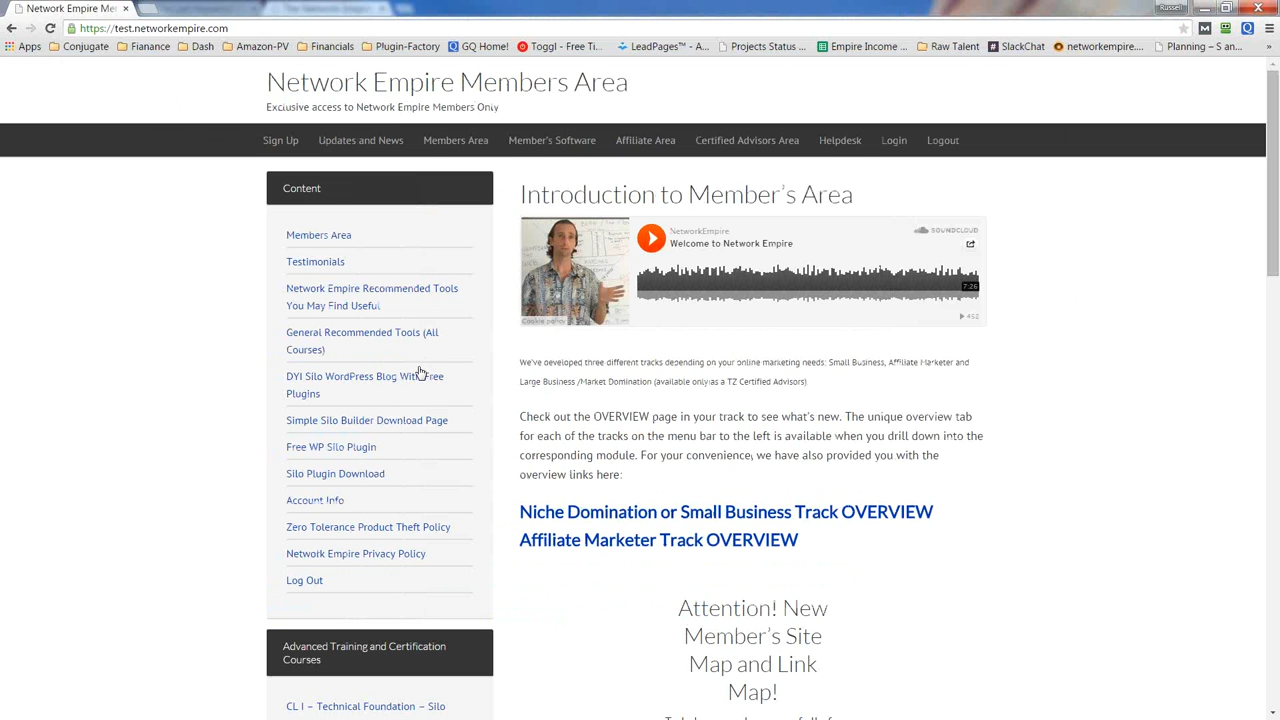 Network Empire Me
The Networks Integri
Russell
https://test.networkempire.com
Apps Conjugate Fianance Dash Amazon-PV Financials Plugin-Factory GQ Home! Toggl - Free Ti... LeadPages™ - A... Projects Status ... Empire Income ... Raw Talent SlackChat networkempire.... Planning – S an... »
Network Empire Members Area
Exclusive access to Network Empire Members Only
Sign Up Updates and News Members Area Member's Software Affiliate Area Certified Advisors Area Helpdesk Login Logout
Content
Members Area
Testimonials
Network Empire Recommended Tools
You May Find Useful
General Recommended Tools (All
Courses)
DYI Silo WordPress Blog With Free
Plugins
Simple Silo Builder Download Page
Free WP Silo Plugin
Silo Plugin Download
Account Info
Zero Tolerance Product Theft Policy
Network Empire Privacy Policy
Log Out
Advanced Training and Certification
Courses
CL I – Technical Foundation – Silo
Introduction to Member's Area
NetworkEmpire
Welcome to Network Empire
SOUNDCLOUD
7:26
Cookie policy
452
We've developed three different tracks depending on your online marketing needs: Small Business, Affiliate Marketer and
Large Business /Market Domination (available only as a TZ Certified Advisors)
Check out the OVERVIEW page in your track to see what's new. The unique overview tab
for each of the tracks on the menu bar to the left is available when you drill down into the
corresponding module. For your convenience, we have also provided you with the
overview links here:
Niche Domination or Small Business Track OVERVIEW
Affiliate Marketer Track OVERVIEW
Attention! New
Member's Site
Map and Link
Map!